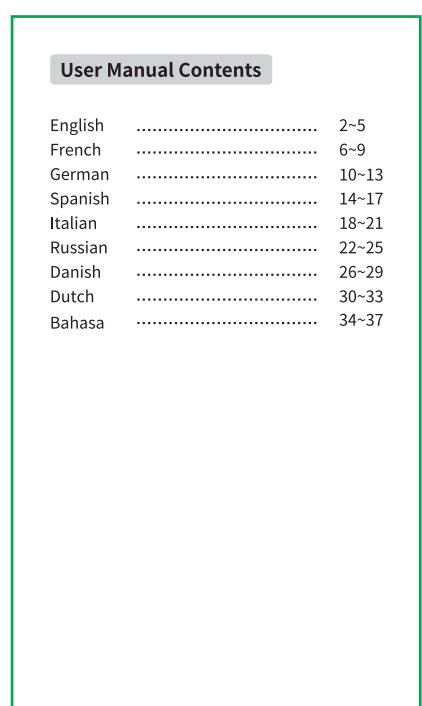 User Manual Contents
English .................................. 2~5
French .................................. 6~9
German .................................. 10~13
Spanish .................................. 14~17
Italian .................................. 18~21
Russian .................................. 22~25
Danish .................................. 26~29
Dutch .................................. 30~33
Bahasa .................................. 34~37